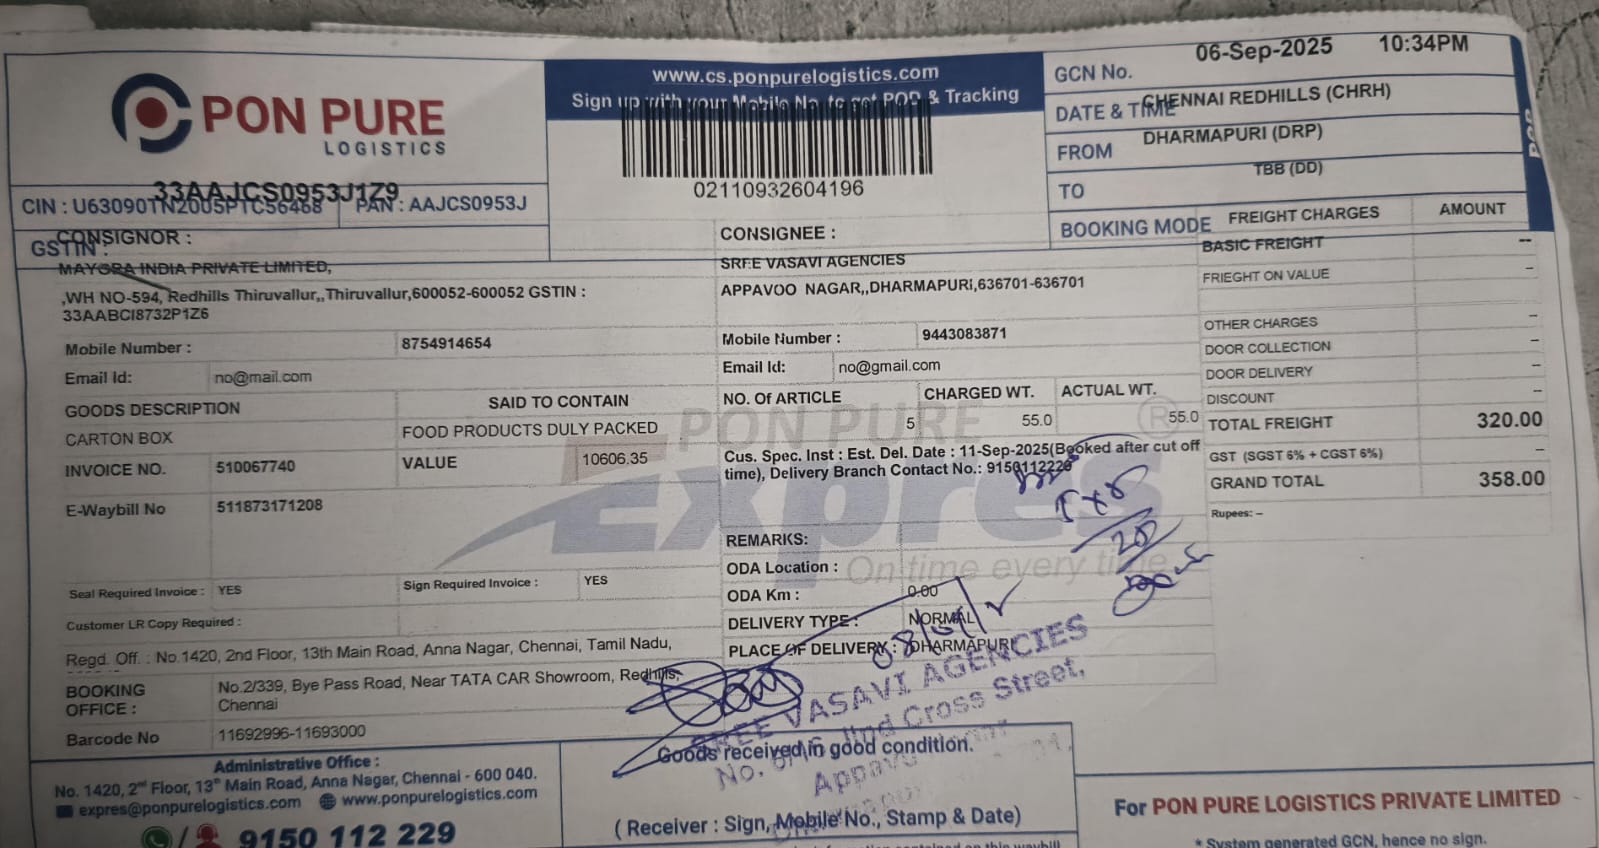 PON PURE
LOGISTICS
33AAJCS0953J1Z9
CIN : U63090TN2005PTC56468 PAN : AAJCS0953J
GSTIN :
www.cs.ponpurelogistics.com
Sign up with your Mobile No. to get POD & Tracking
02110932604196
06-Sep-2025 10:34PM
GCN No.
CHENNAI REDHILLS (CHRH)
DATE & TIME
DHARMAPURI (DRP)
FROM
TBB (DD)
TO
BOOKING MODE
POD
CONSIGNOR :
MAYORA INDIA PRIVATE LIMITED,
,WH NO-594, Redhills Thiruvallur,,Thiruvallur,600052-600052 GSTIN :
33AABCI8732P1Z6
Mobile Number : 8754914654
Email Id: no@mail.com
GOODS DESCRIPTION SAID TO CONTAIN
CARTON BOX FOOD PRODUCTS DULY PACKED
INVOICE NO. 510067740 VALUE 10606.35
E-Waybill No 511873171208
Seal Required Invoice : YES Sign Required Invoice : YES
Customer LR Copy Required :
Regd. Off. : No.1420, 2nd Floor, 13th Main Road, Anna Nagar, Chennai, Tamil Nadu,
BOOKING OFFICE : No.2/339, Bye Pass Road, Near TATA CAR Showroom, Redhills,
Chennai
Barcode No 11692996-11693000
CONSIGNEE :
SREE VASAVI AGENCIES
APPAVOO NAGAR,,DHARMAPURI,636701-636701
Mobile Number : 9443083871
Email Id: no@gmail.com
NO. Of ARTICLE CHARGED WT. ACTUAL WT.
5 55.0 55.0
Cus. Spec. Inst : Est. Del. Date : 11-Sep-2025(Booked after cut off
time), Delivery Branch Contact No.: 9150112229
REMARKS:
ODA Location :
ODA Km : 0.00
DELIVERY TYPE : NORMAL
PLACE OF DELIVERY : DHARMAPURI
FREIGHT CHARGES AMOUNT
BASIC FREIGHT --
FRIEGHT ON VALUE –
OTHER CHARGES –
DOOR COLLECTION –
DOOR DELIVERY –
DISCOUNT –
TOTAL FREIGHT 320.00
GST (SGST 6% + CGST 6%) –
GRAND TOTAL 358.00
Rupees: –
PON PURE
Expres
On time every time
SREE VASAVI AGENCIES
IInd Cross Street,
Administrative Office :
No. 1420, 2nd Floor, 13th Main Road, Anna Nagar, Chennai - 600 040.
expres@ponpurelogistics.com www.ponpurelogistics.com
9150 112 229
Goods received in good condition.
( Receiver : Sign, Mobile No., Stamp & Date)
For PON PURE LOGISTICS PRIVATE LIMITED
* System generated GCN, hence no sign.